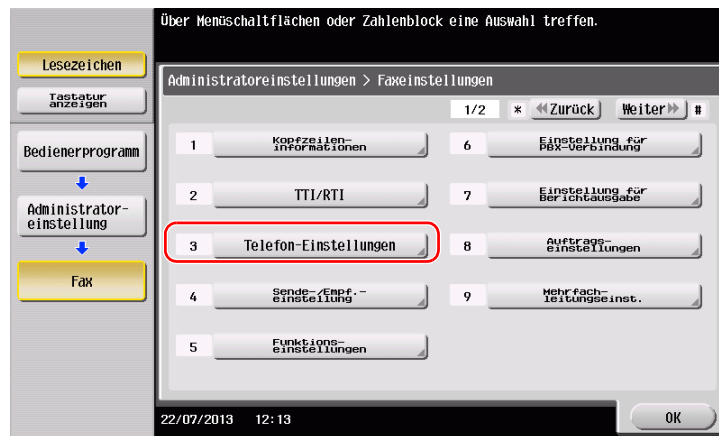 Über Menüschaltflächen oder Zahlenblock eine Auswahl treffen.
Lesezeichen
Tastatur
anzeigen
Bedienerprogramm
Administrator-
einstellung
Fax
Administratoreinstellungen > Faxeinstellungen
1/2 * Zurück Weiter #
1 Kopfzeilen-
informationen
6 Einstellung für
PBX-Verbindung
2 TTI/RTI
7 Einstellung für
Berichtausgabe
3 Telefon-Einstellungen
8 Auftrags-
einstellungen
4 Sende-/Empf.-
einstellung
9 Mehrfach-
leitungseinst.
5 Funktions-
einstellungen
22/07/2013 12:13
OK